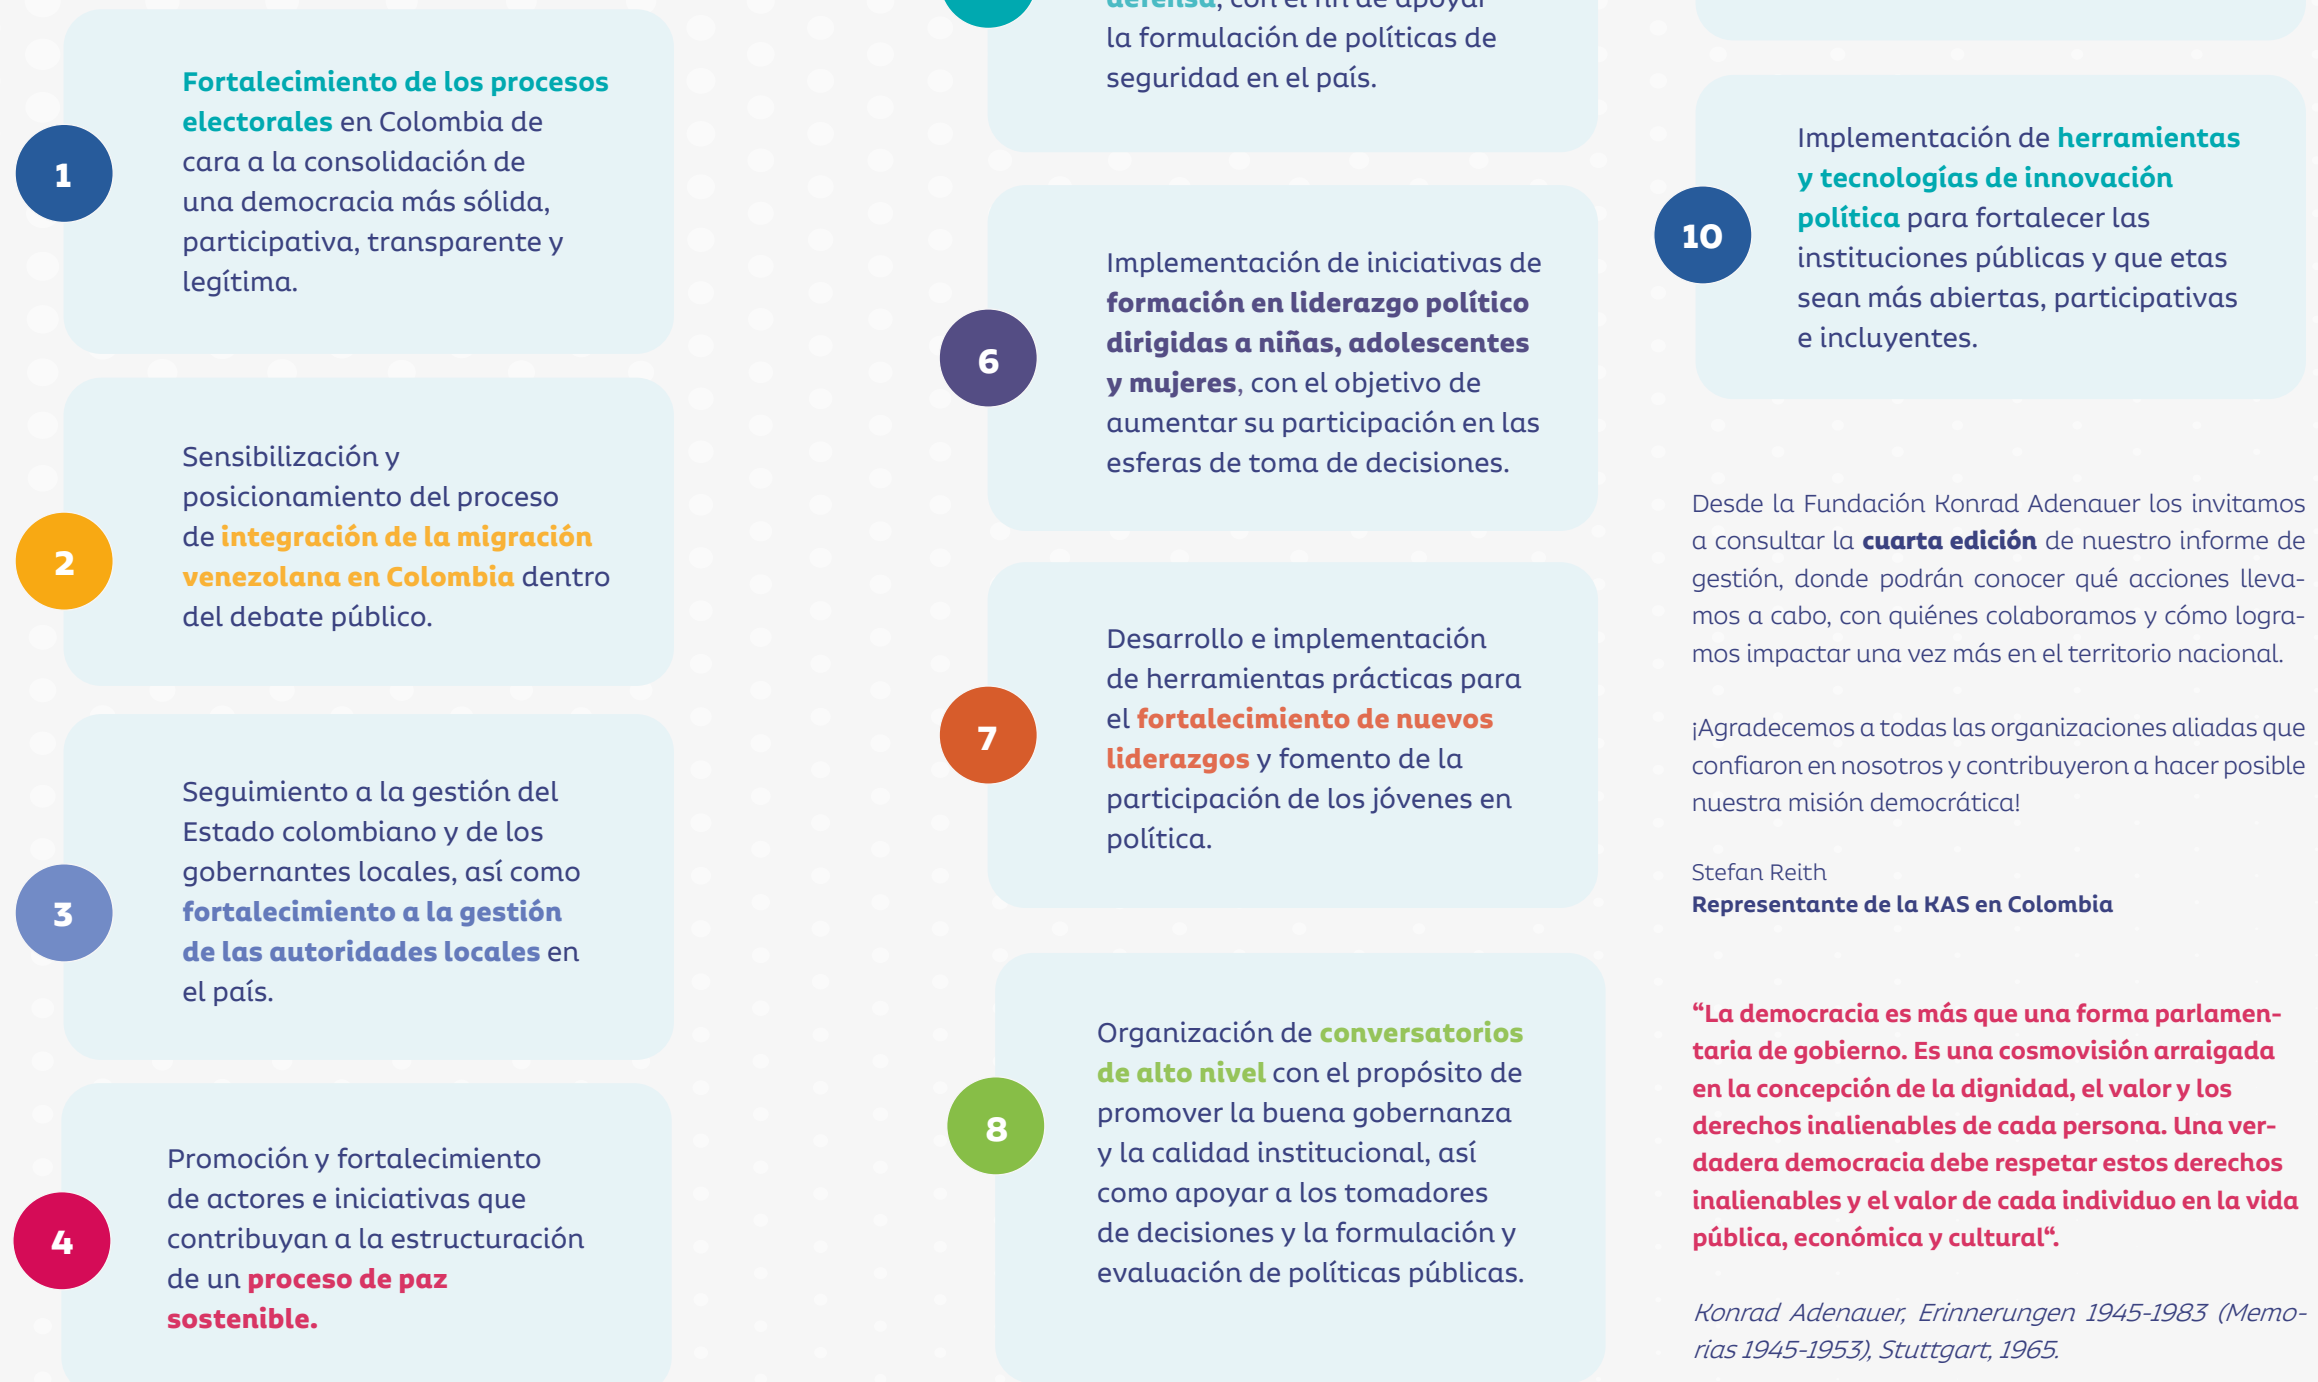 1
Fortalecimiento de los procesos
electorales en Colombia de
cara a la consolidación de
una democracia más sólida,
participativa, transparente y
legítima.
2
Sensibilización y
posicionamiento del proceso
de integración de la migración
venezolana en Colombia dentro
del debate público.
3
Seguimiento a la gestión del
Estado colombiano y de los
gobernantes locales, así como
fortalecimiento a la gestión
de las autoridades locales en
el país.
4
Promoción y fortalecimiento
de actores e iniciativas que
contribuyan a la estructuración
de un proceso de paz
sostenible.
defensa, con el fin de apoyar
la formulación de políticas de
seguridad en el país.
6
Implementación de iniciativas de
formación en liderazgo político
dirigidas a niñas, adolescentes
y mujeres, con el objetivo de
aumentar su participación en las
esferas de toma de decisiones.
7
Desarrollo e implementación
de herramientas prácticas para
el fortalecimiento de nuevos
liderazgos y fomento de la
participación de los jóvenes en
política.
8
Organización de conversatorios
de alto nivel con el propósito de
promover la buena gobernanza
y la calidad institucional, así
como apoyar a los tomadores
de decisiones y la formulación y
evaluación de políticas públicas.
10
Implementación de herramientas
y tecnologías de innovación
política para fortalecer las
instituciones públicas y que etas
sean más abiertas, participativas
e incluyentes.
Desde la Fundación Konrad Adenauer los invitamos
a consultar la cuarta edición de nuestro informe de
gestión, donde podrán conocer qué acciones lleva-
mos a cabo, con quiénes colaboramos y cómo logra-
mos impactar una vez más en el territorio nacional.
¡Agradecemos a todas las organizaciones aliadas que
confiaron en nosotros y contribuyeron a hacer posible
nuestra misión democrática!
Stefan Reith
Representante de la KAS en Colombia
“La democracia es más que una forma parlamen-
taria de gobierno. Es una cosmovisión arraigada
en la concepción de la dignidad, el valor y los
derechos inalienables de cada persona. Una ver-
dadera democracia debe respetar estos derechos
inalienables y el valor de cada individuo en la vida
pública, económica y cultural“.
Konrad Adenauer, Erinnerungen 1945-1983 (Memo-
rias 1945-1953), Stuttgart, 1965.